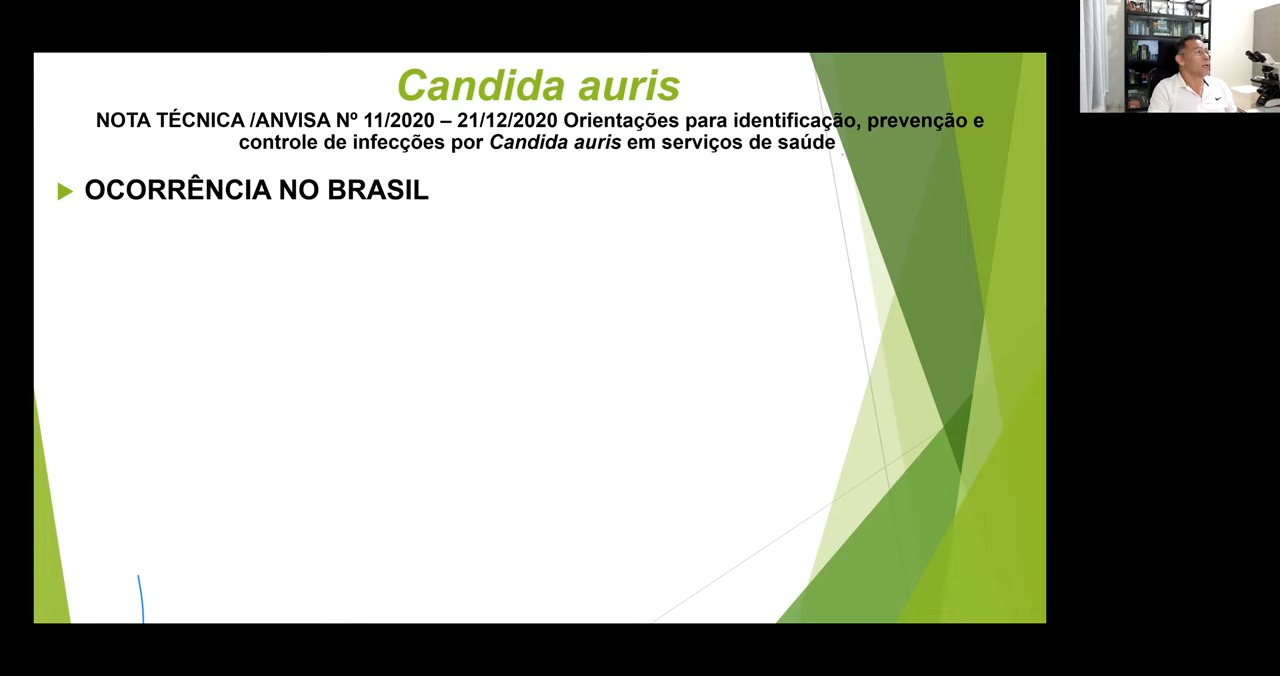 Candida auris
NOTA TÉCNICA /ANVISA Nº 11/2020 – 21/12/2020 Orientações para identificação, prevenção e
controle de infecções por Candida auris em serviços de saúde
OCORRÊNCIA NO BRASIL